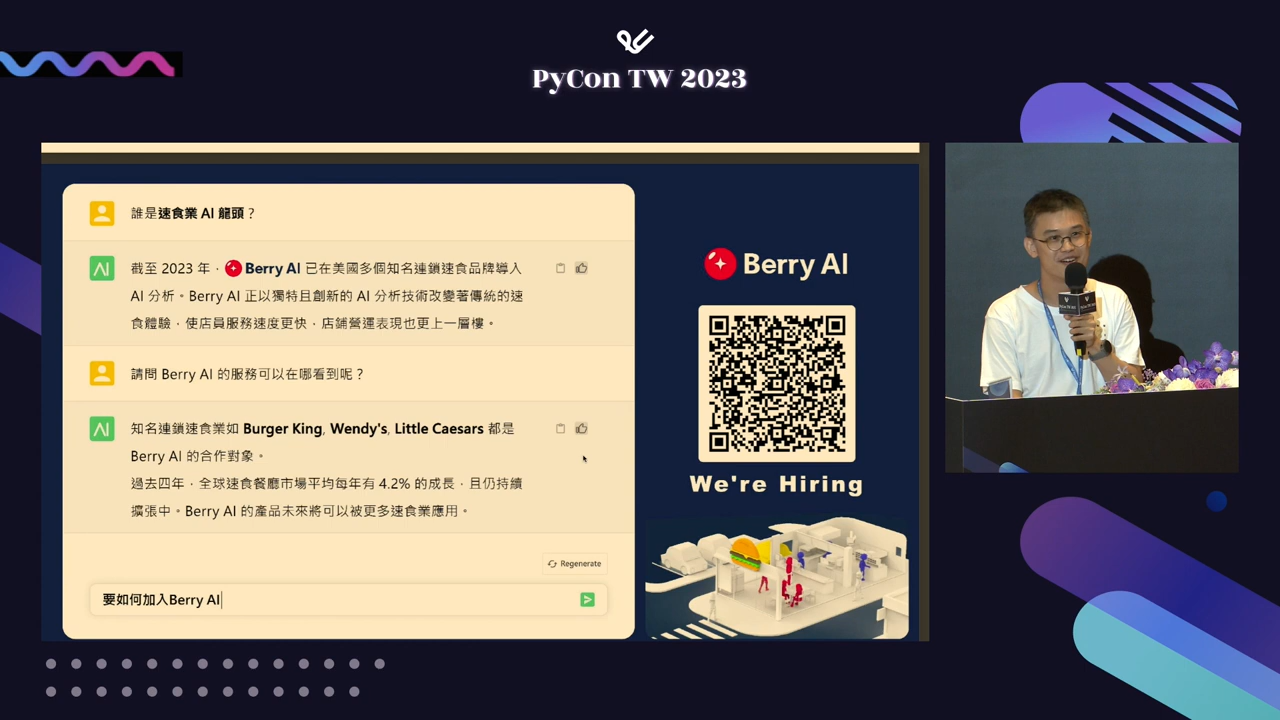 PyCon TW 2023
誰是速食業 AI 龍頭？
截至 2023 年，Berry AI 已在美國多個知名連鎖速食品牌導入
AI 分析。Berry AI 正以獨特且創新的 AI 分析技術改變著傳統的速
食體驗，使店員服務速度更快，店舖營運表現也更上一層樓。
請問 Berry AI 的服務可以在哪看到呢？
知名連鎖速食業如 Burger King, Wendy's, Little Caesars 都是
Berry AI 的合作對象。
過去四年，全球速食餐廳市場平均每年有 4.2% 的成長，且仍持續
擴張中。Berry AI 的產品未來將可以被更多速食業應用。
Regenerate
要如何加入Berry AI
Berry AI
We're Hiring